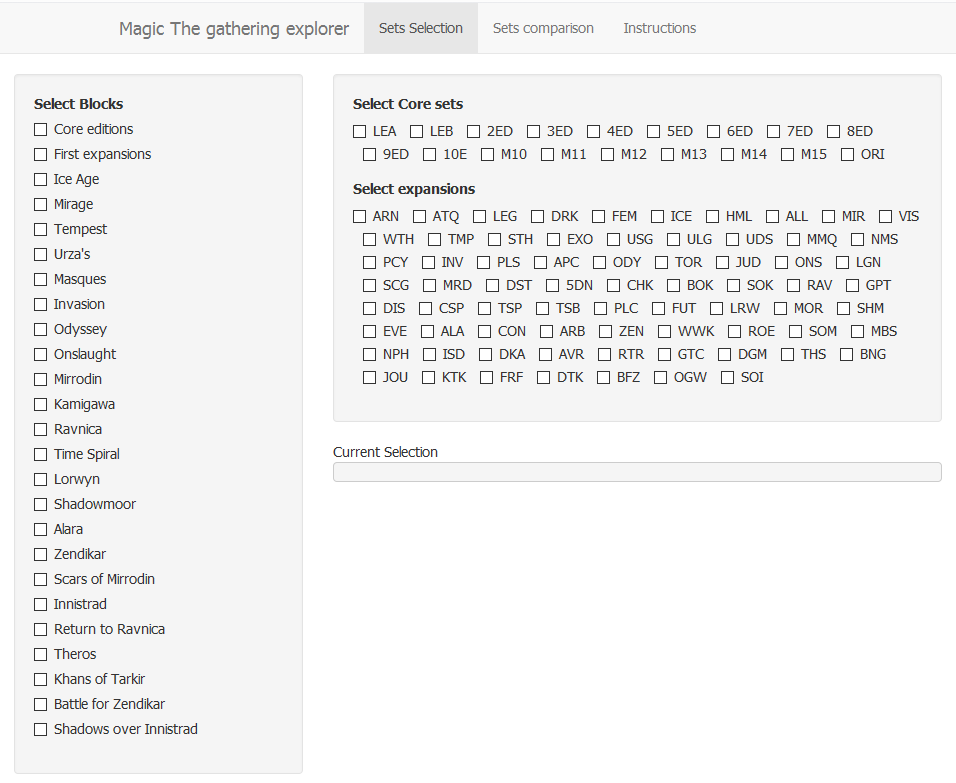 Magic The gathering explorer Sets Selection Sets comparison Instructions
Select Blocks
Core editions
First expansions
Ice Age
Mirage
Tempest
Urza's
Masques
Invasion
Odyssey
Onslaught
Mirrodin
Kamigawa
Ravnica
Time Spiral
Lorwyn
Shadowmoor
Alara
Zendikar
Scars of Mirrodin
Innistrad
Return to Ravnica
Theros
Khans of Tarkir
Battle for Zendikar
Shadows over Innistrad
Select Core sets
LEA LEB 2ED 3ED 4ED 5ED 6ED 7ED 8ED
9ED 10E M10 M11 M12 M13 M14 M15 ORI
Select expansions
ARN ATQ LEG DRK FEM ICE HML ALL MIR VIS
WTH TMP STH EXO USG ULG UDS MMQ NMS
PCY INV PLS APC ODY TOR JUD ONS LGN
SCG MRD DST 5DN CHK BOK SOK RAV GPT
DIS CSP TSP TSB PLC FUT LRW MOR SHM
EVE ALA CON ARB ZEN WWK ROE SOM MBS
NPH ISD DKA AVR RTR GTC DGM THS BNG
JOU KTK FRF DTK BFZ OGW SOI
Current Selection